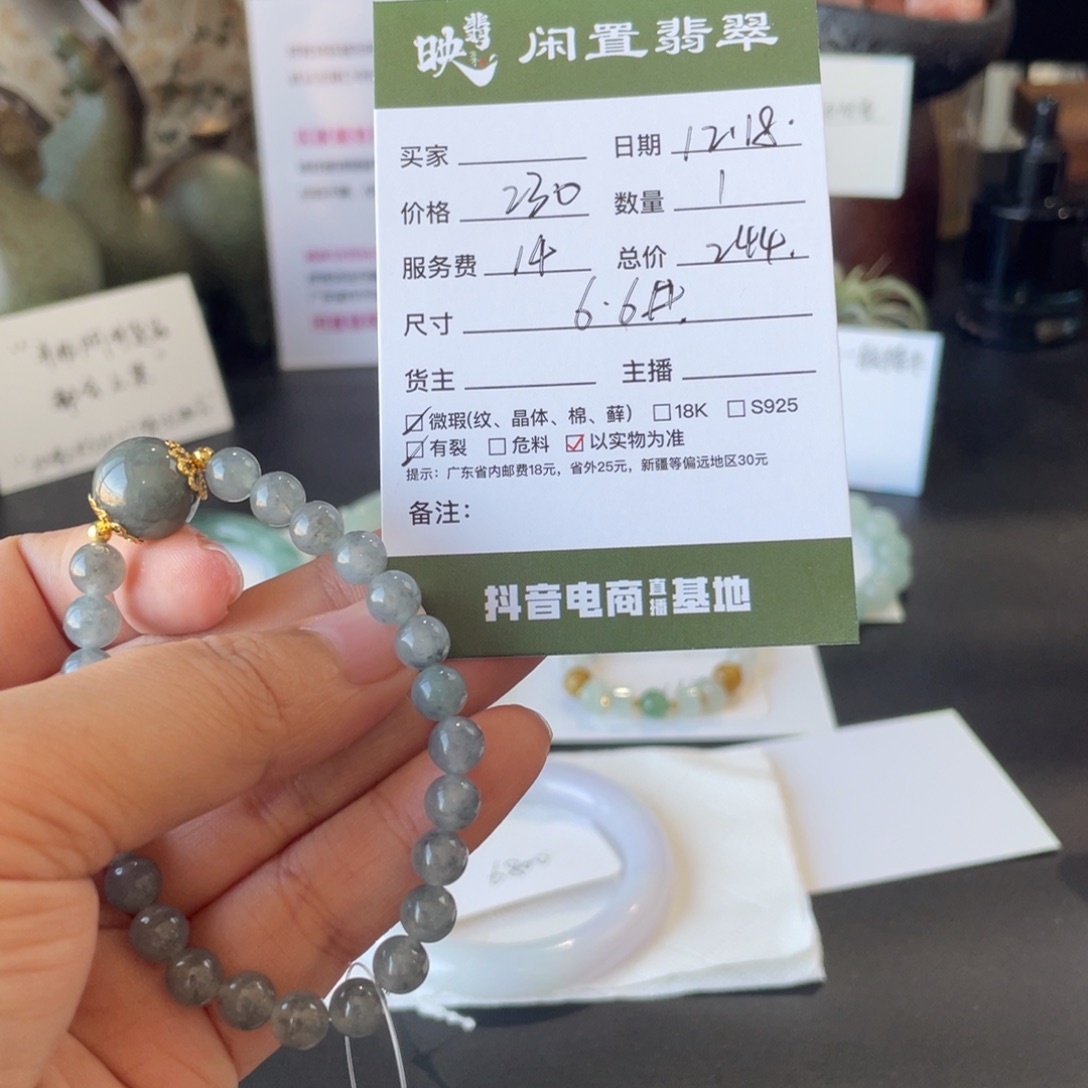 映翡 闲置翡翠
买家 日期 12.18.
价格 230 数量 1
服务费 14 总价 244.
尺寸 6.6
货主 主播
微瑕(纹、晶体、棉、藓) 18K S925
有裂 危料 以实物为准
提示：广东省内邮费18元，省外25元，新疆等偏远地区30元
备注：
抖音电商直播基地